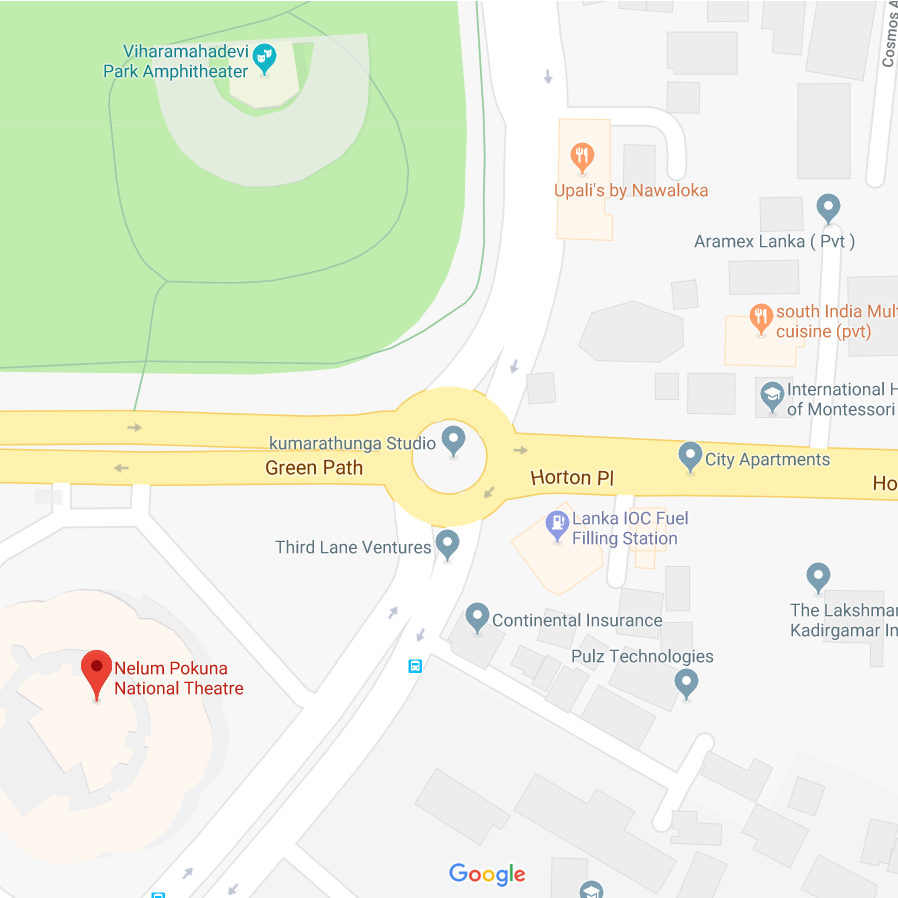 Viharamahadevi
Park Amphitheater
Cosmos A
Upali's by Nawaloka
Aramex Lanka ( Pvt )
south India Mult
cuisine (pvt)
International H
of Montessori
kumarathunga Studio
Green Path
City Apartments
Horton Pl
Ho
Lanka IOC Fuel
Filling Station
Third Lane Ventures
The Lakshman
Kadirgamar In
Continental Insurance
Pulz Technologies
Nelum Pokuna
National Theatre
Google